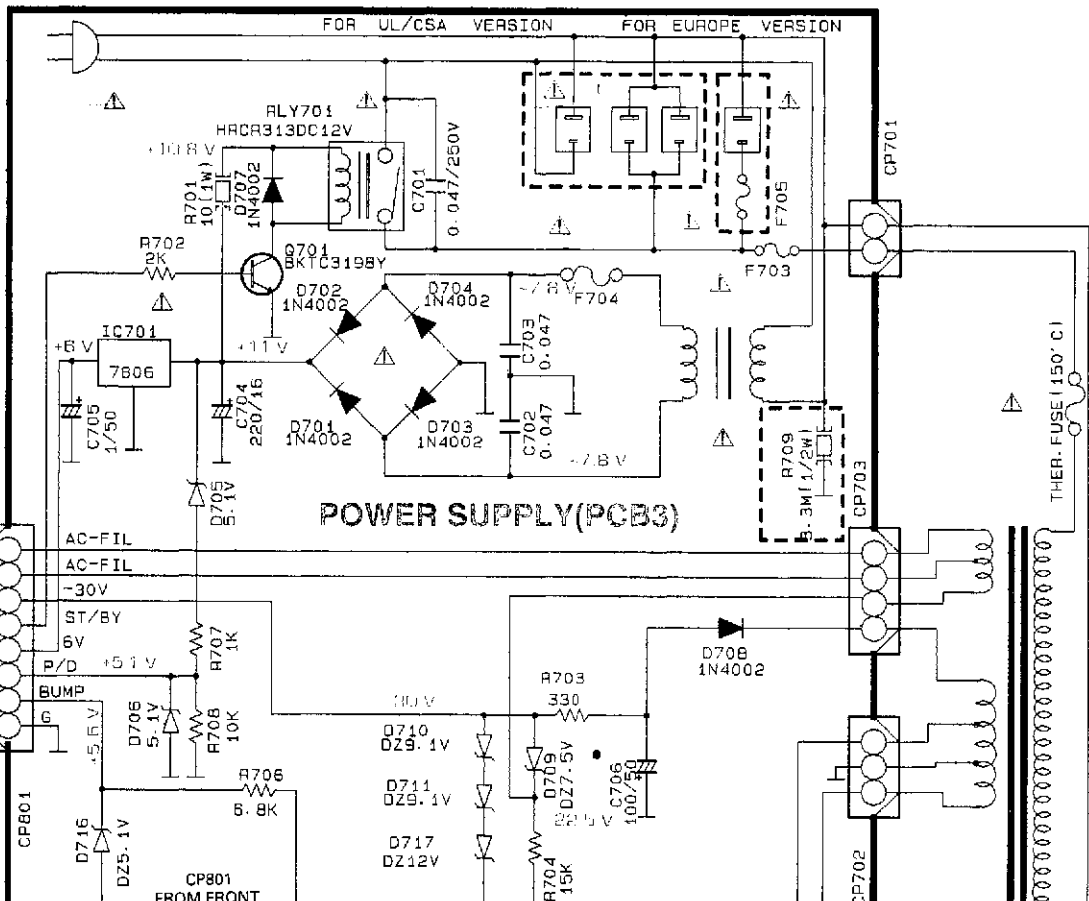 FOR UL/CSA VERSION
FOR EUROPE VERSION
RLY701
HRCR313DC12V
+10.8 V
R701
10(1W)
D707
1N4002
C701
0.047/250V
CP701
F705
F703
R702
2K
Q701
BKTC3198Y
D702
1N4002
D704
1N4002
~7.8 V
F704
IC701
7806
+6 V
+11 V
C703
0.047
C705
1/50
C704
220/16
D701
1N4002
D703
1N4002
C702
0.047
~7.8 V
R709
3.3M(1/2W)
CP703
THER.FUSE(150°C)
D705
5.1V
POWER SUPPLY(PCB3)
AC-FIL
AC-FIL
-30V
ST/BY
6V
P/D
+5.1 V
BUMP
G
R707
1K
D708
1N4002
R703
330
D706
5.1V
R708
10K
+5.6 V
D710
DZ9.1V
D709
DZ7.5V
C706
100/50
R706
6.8K
D711
DZ9.1V
22.5 V
CP801
D716
DZ5.1V
D717
DZ12V
R704
15K
CP702
CP801
FROM FRONT